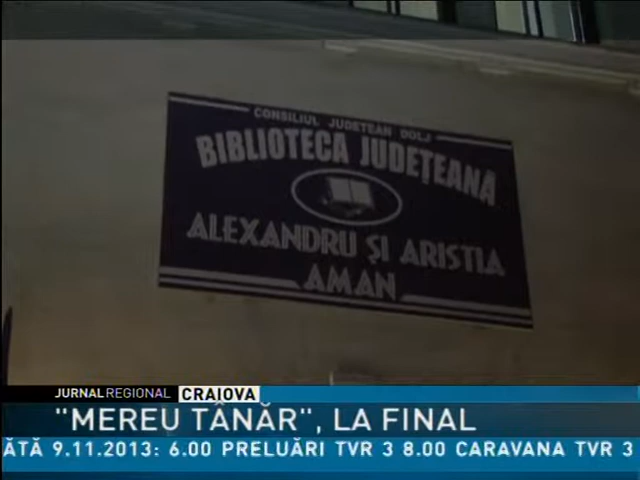 CONSILIUL JUDEȚEAN DOLJ
BIBLIOTECA JUDEȚEANĂ
ALEXANDRU ȘI ARISTIA
AMAN
JURNAL REGIONAL CRAIOVA
"MEREU TÂNĂR", LA FINAL
ĂTĂ 9.11.2013: 6.00 PRELUĂRI TVR 3 8.00 CARAVANA TVR 3